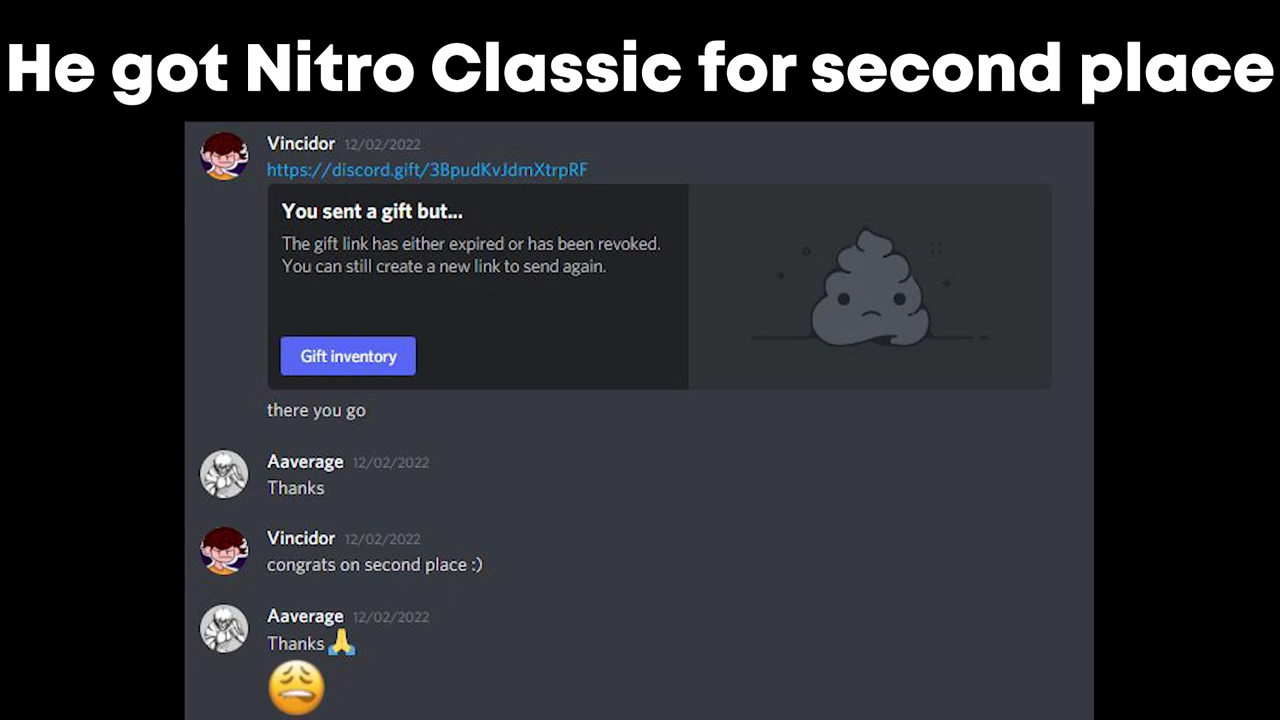 He got Nitro Classic for second place
Vincidor 12/02/2022
https://discord.gift/3BpudKvJdmXtrpRF
You sent a gift but...
The gift link has either expired or has been revoked.
You can still create a new link to send again.
Gift inventory
there you go
Aaverage 12/02/2022
Thanks
Vincidor 12/02/2022
congrats on second place :)
Aaverage 12/02/2022
Thanks 🙏
😩